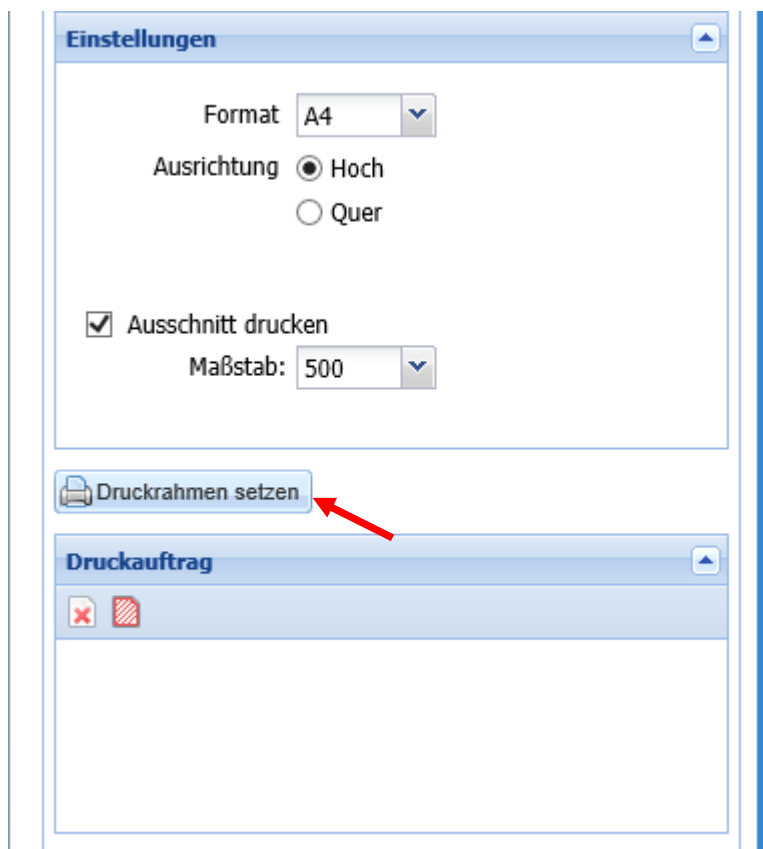 Einstellungen
Format A4
Ausrichtung Hoch
Quer
Ausschnitt drucken
Maßstab: 500
Druckrahmen setzen
Druckauftrag